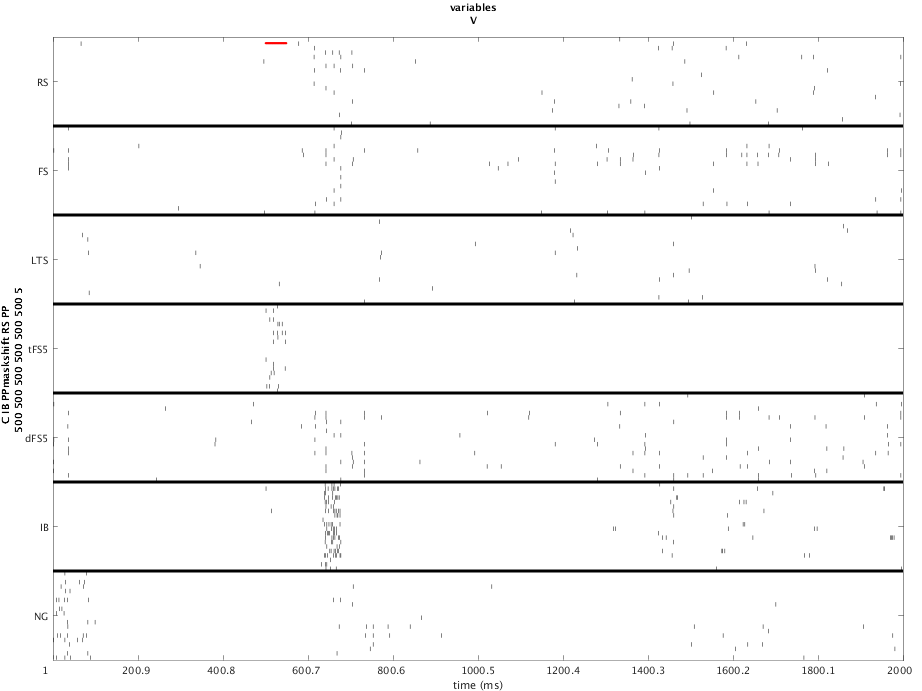 variables
V
C IB PPmaskshift RS PP
500 500 500 500 500 500 5
RS
FS
LTS
tFS5
dFS5
IB
NG
1 200.9 400.8 600.7 800.6 1000.5 1200.4 1400.3 1600.2 1800.1 2000
time (ms)